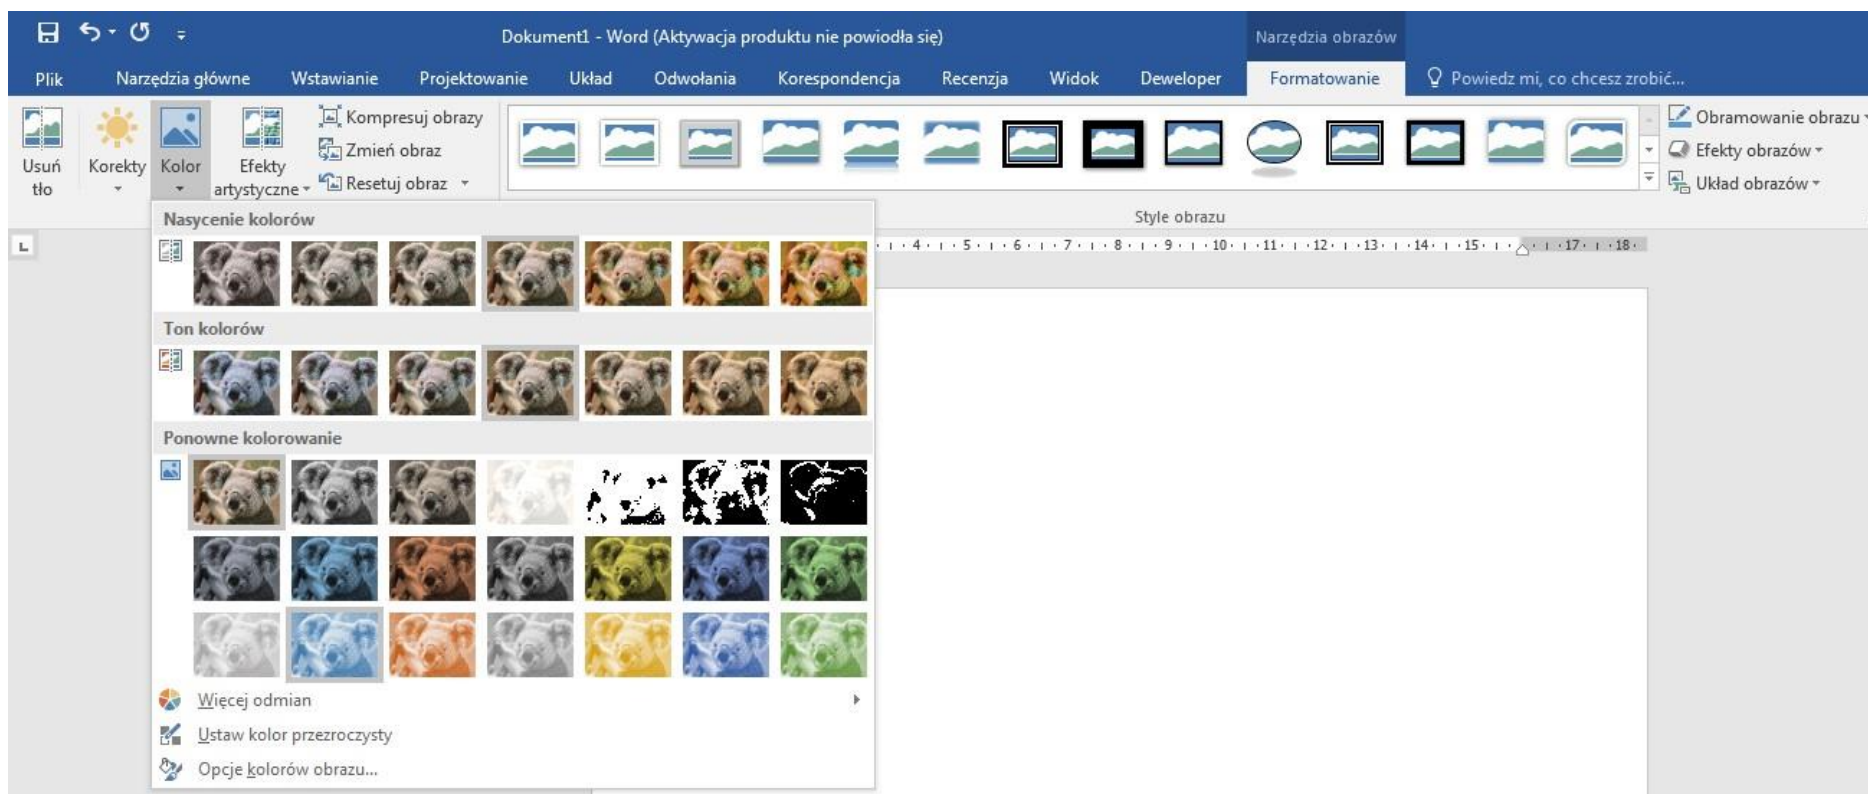 Dokument1 - Word (Aktywacja produktu nie powiodła się)
Narzędzia obrazów
Plik Narzędzia główne Wstawianie Projektowanie Układ Odwołania Korespondencja Recenzja Widok Deweloper Formatowanie Powiedz mi, co chcesz zrobić...
Usuń tło
Korekty
Kolor
Efekty artystyczne
Kompresuj obrazy
Zmień obraz
Resetuj obraz
Obramowanie obrazu
Efekty obrazów
Układ obrazów
Style obrazu
Nasycenie kolorów
L
4 5 6 7 8 9 10 11 12 13 14 15 17 18
Ton kolorów
Ponowne kolorowanie
Więcej odmian
Ustaw kolor przezroczysty
Opcje kolorów obrazu...